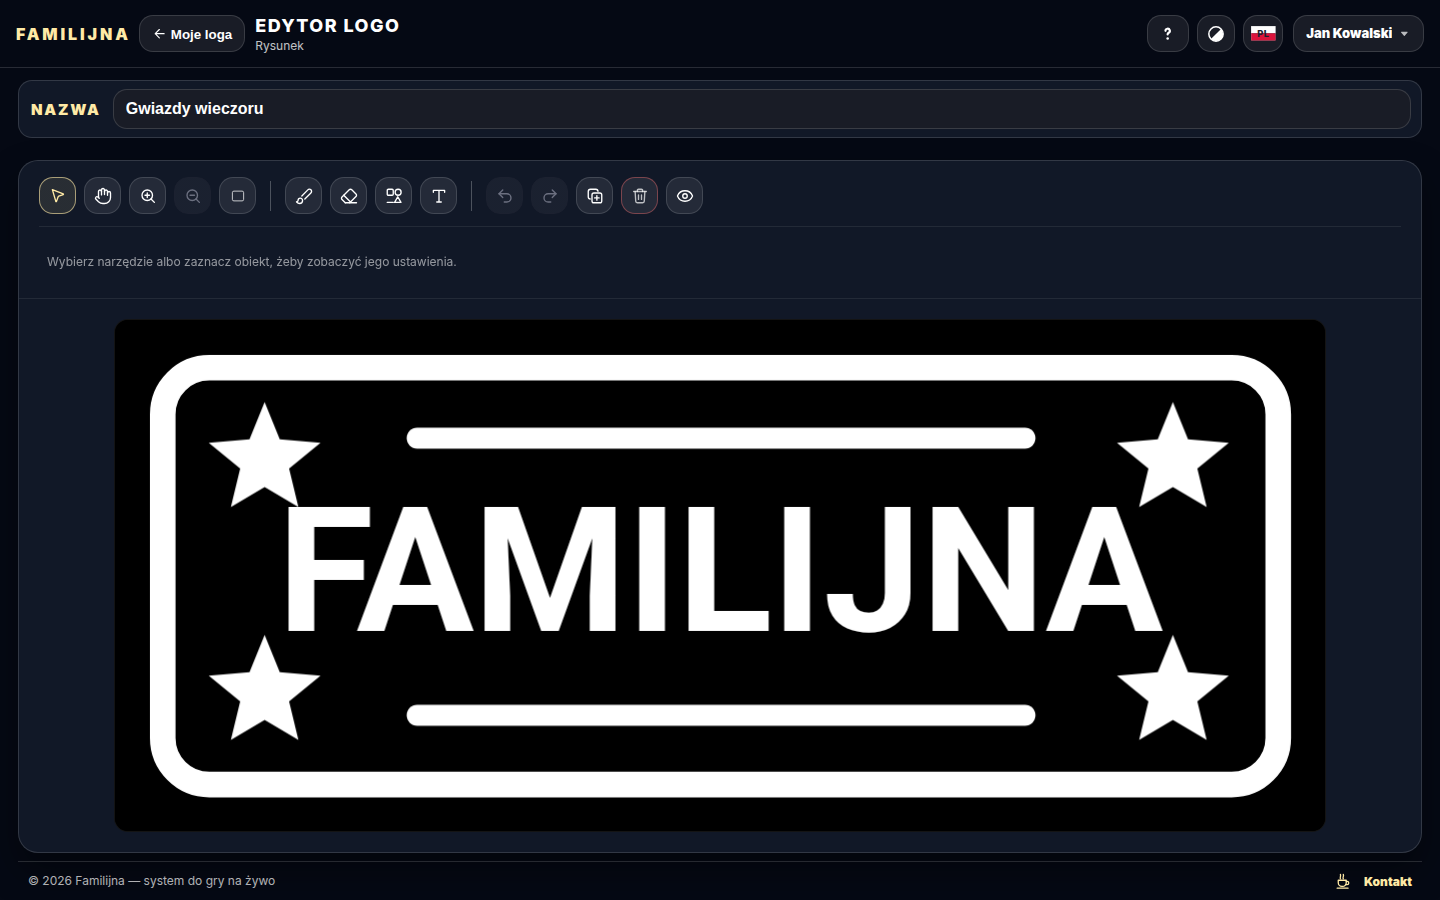 FAMILIJNA
← Moje loga
EDYTOR LOGO
Rysunek
?
PL
Jan Kowalski
NAZWA
Gwiazdy wieczoru
T
Wybierz narzędzie albo zaznacz obiekt, żeby zobaczyć jego ustawienia.
FAMILIJNA
© 2026 Familijna — system do gry na żywo
Kontakt